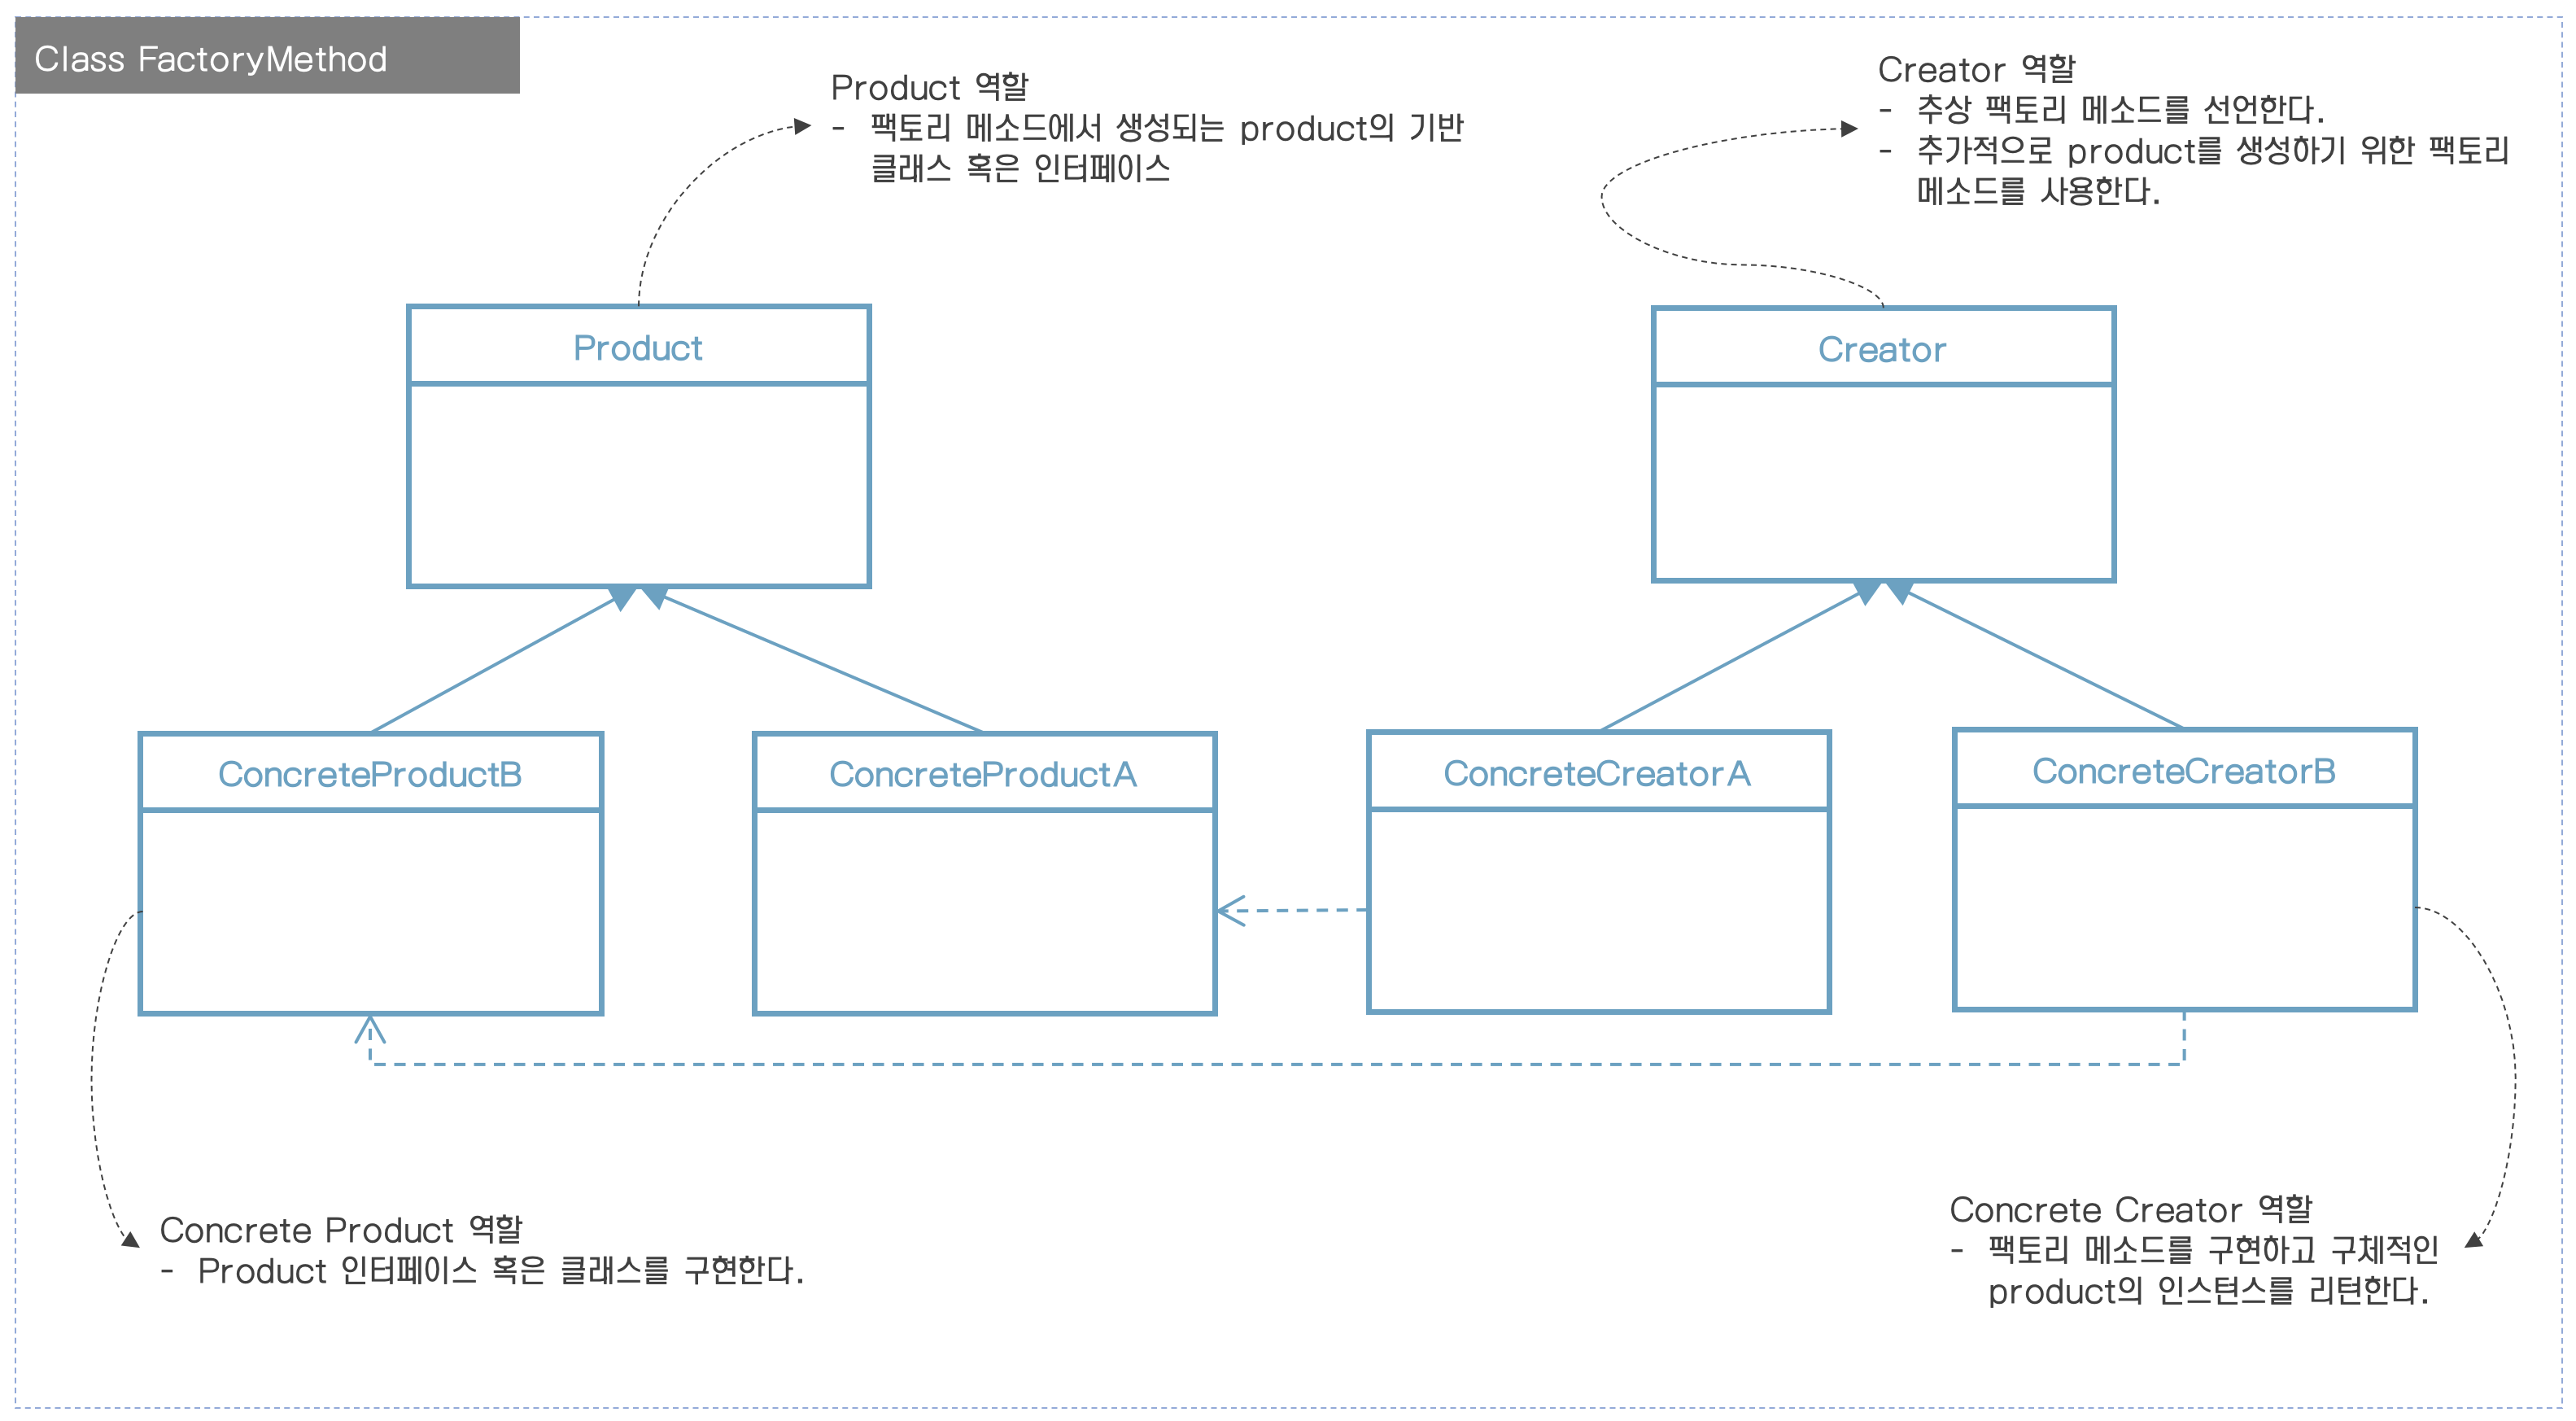 Class FactoryMethod
Product 역할
- 팩토리 메소드에서 생성되는 product의 기반
클래스 혹은 인터페이스
Creator 역할
- 추상 팩토리 메소드를 선언한다.
- 추가적으로 product를 생성하기 위한 팩토리
메소드를 사용한다.
Product
Creator
ConcreteProductB
ConcreteProductA
ConcreteCreatorA
ConcreteCreatorB
Concrete Product 역할
- Product 인터페이스 혹은 클래스를 구현한다.
Concrete Creator 역할
- 팩토리 메소드를 구현하고 구체적인
product의 인스턴스를 리턴한다.